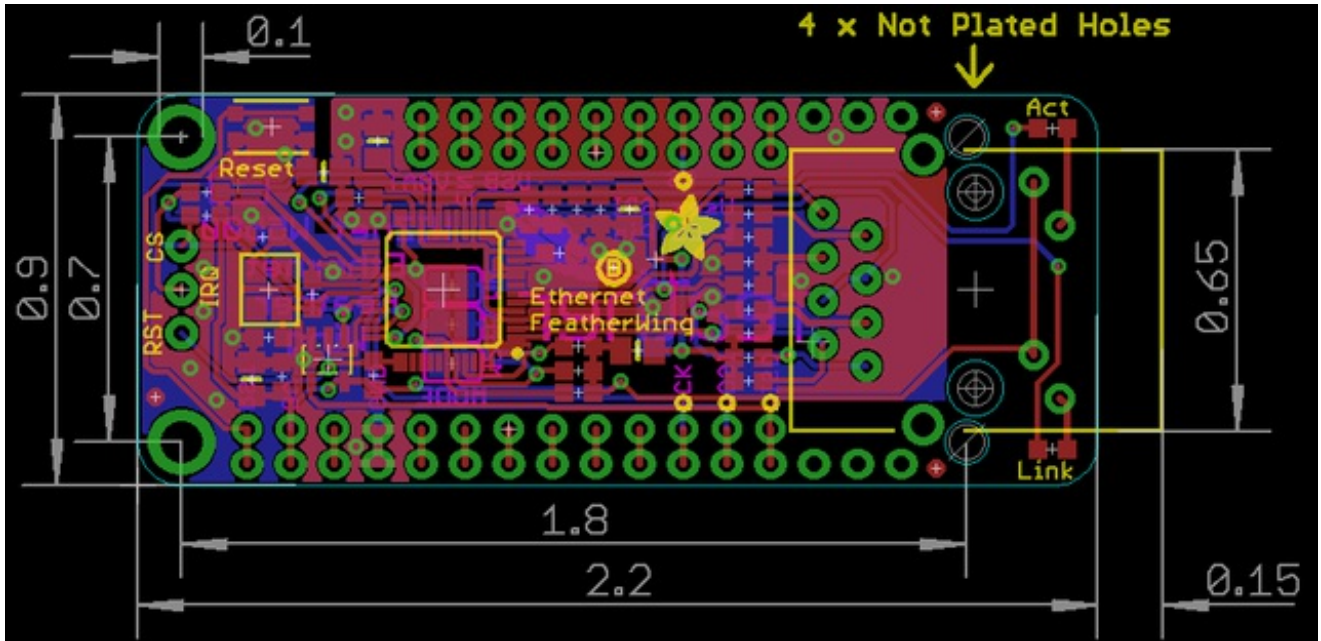 4 x Not Plated Holes
0.1
Act
Reset
CS
IRQ
RST
0.9
0.7
Ethernet
FeatherWing
0.65
Link
1.8
2.2
0.15